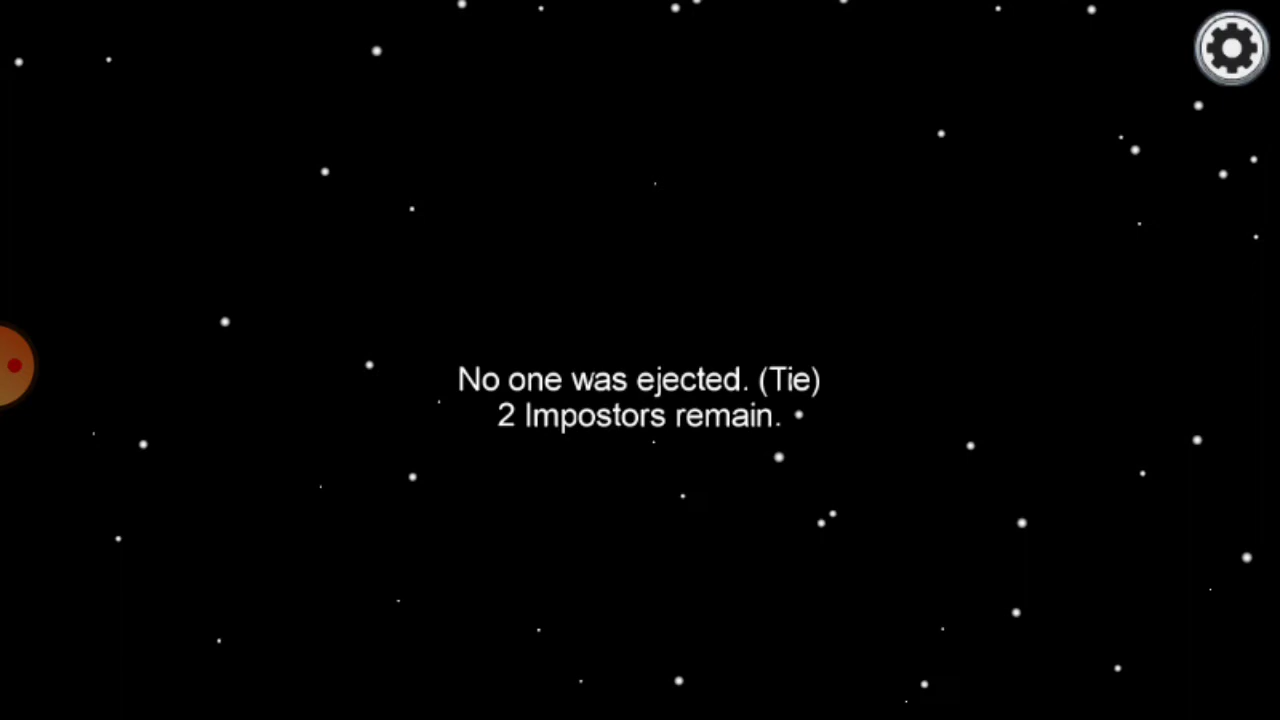 No one was ejected. (Tie)
2 Impostors remain.